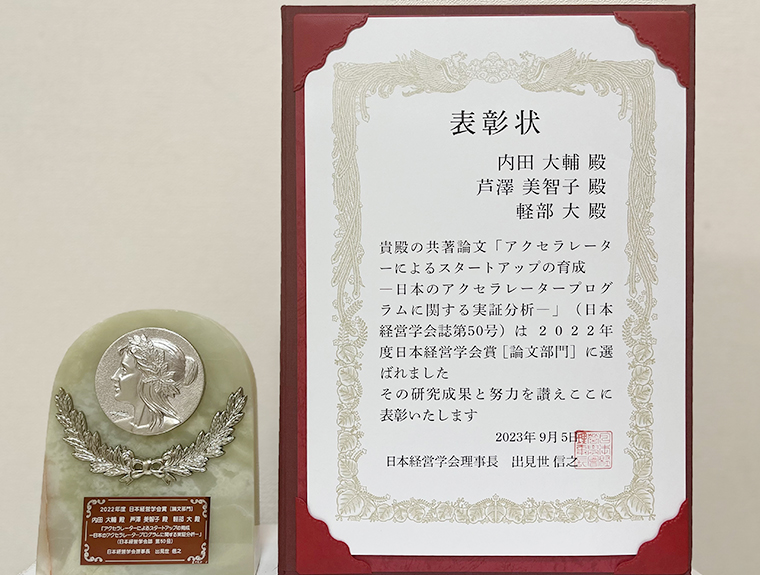 表彰状
内田 大輔 殿
芦澤 美智子 殿
軽部 大 殿
貴殿の共著論文「アクセラレータ
ーによるスタートアップの育成
―日本のアクセラレータープログ
ラムに関する実証分析―」（日本
経営学会誌第50号）は２０２２年
度日本経営学会賞［論文部門］に選
ばれました
その研究成果と努力を讃えここに
表彰いたします
2023年 9月 5日
日本経営学会理事長 出見世 信之
2022年度 日本経営学会賞（論文部門）
内田 大輔 殿 芦澤 美智子 殿 軽部 大 殿
「アクセラレーターによるスタートアップの育成
―日本のアクセラレータープログラムに関する実証分析―」
（日本経営学会誌 第50号）
日本経営学会理事長 出見世 信之